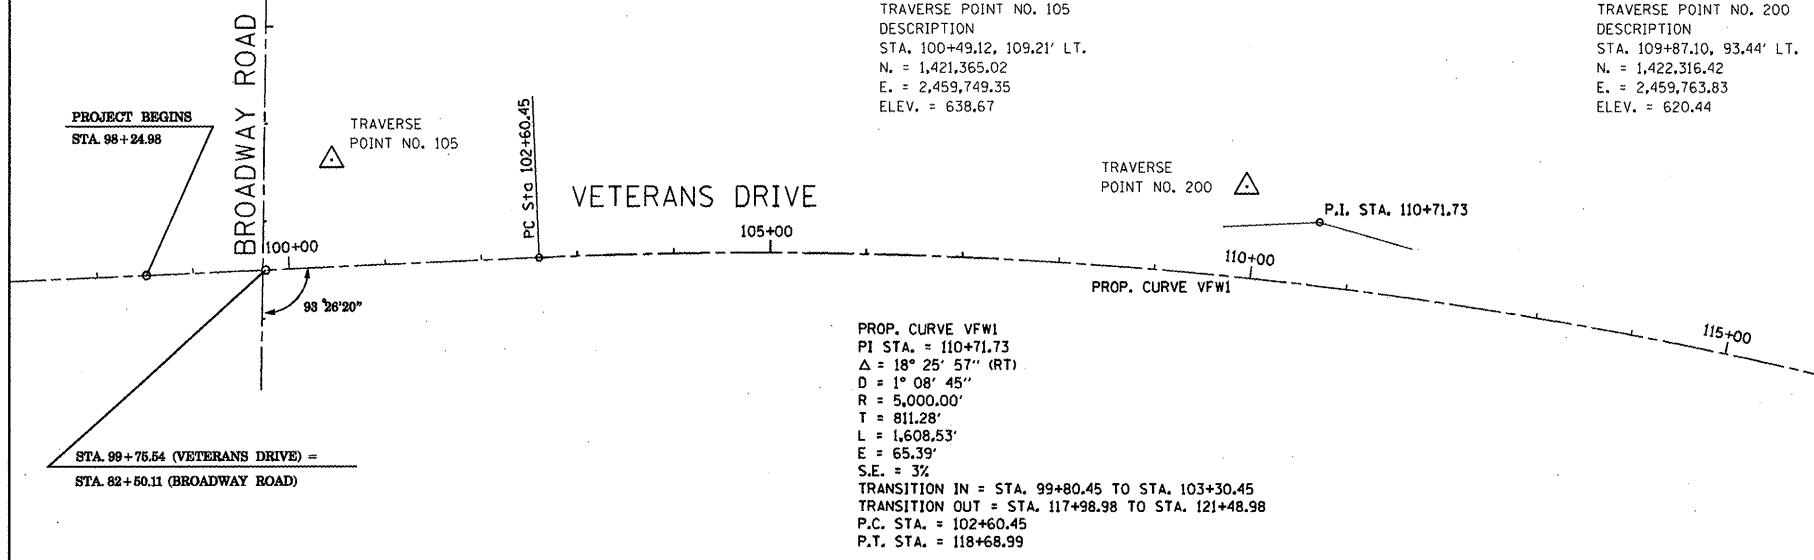 TRAVERSE POINT NO. 105
DESCRIPTION
STA. 100+49.12, 109.21' LT.
N. = 1,421,365.02
E. = 2,459,749.35
ELEV. = 638.67
TRAVERSE POINT NO. 200
DESCRIPTION
STA. 109+87.10, 93.44' LT.
N. = 1,422,316.42
E. = 2,459,763.83
ELEV. = 620.44
BROADWAY ROAD
PROJECT BEGINS
STA. 98+24.98
TRAVERSE
POINT NO. 105
PC Sta 102+60.45
VETERANS DRIVE
TRAVERSE
POINT NO. 200
P.I. STA. 110+71.73
100+00
105+00
110+00
115+00
93°26'20"
PROP. CURVE VFW1
PROP. CURVE VFW1
PI STA. = 110+71.73
Δ = 18° 25' 57" (RT)
D = 1° 08' 45"
R = 5,000.00'
T = 811.28'
L = 1,608.53'
E = 65.39'
S.E. = 3%
TRANSITION IN = STA. 99+80.45 TO STA. 103+30.45
TRANSITION OUT = STA. 117+98.98 TO STA. 121+48.98
P.C. STA. = 102+60.45
P.T. STA. = 118+68.99
STA. 99+75.54 (VETERANS DRIVE) =
STA. 82+50.11 (BROADWAY ROAD)